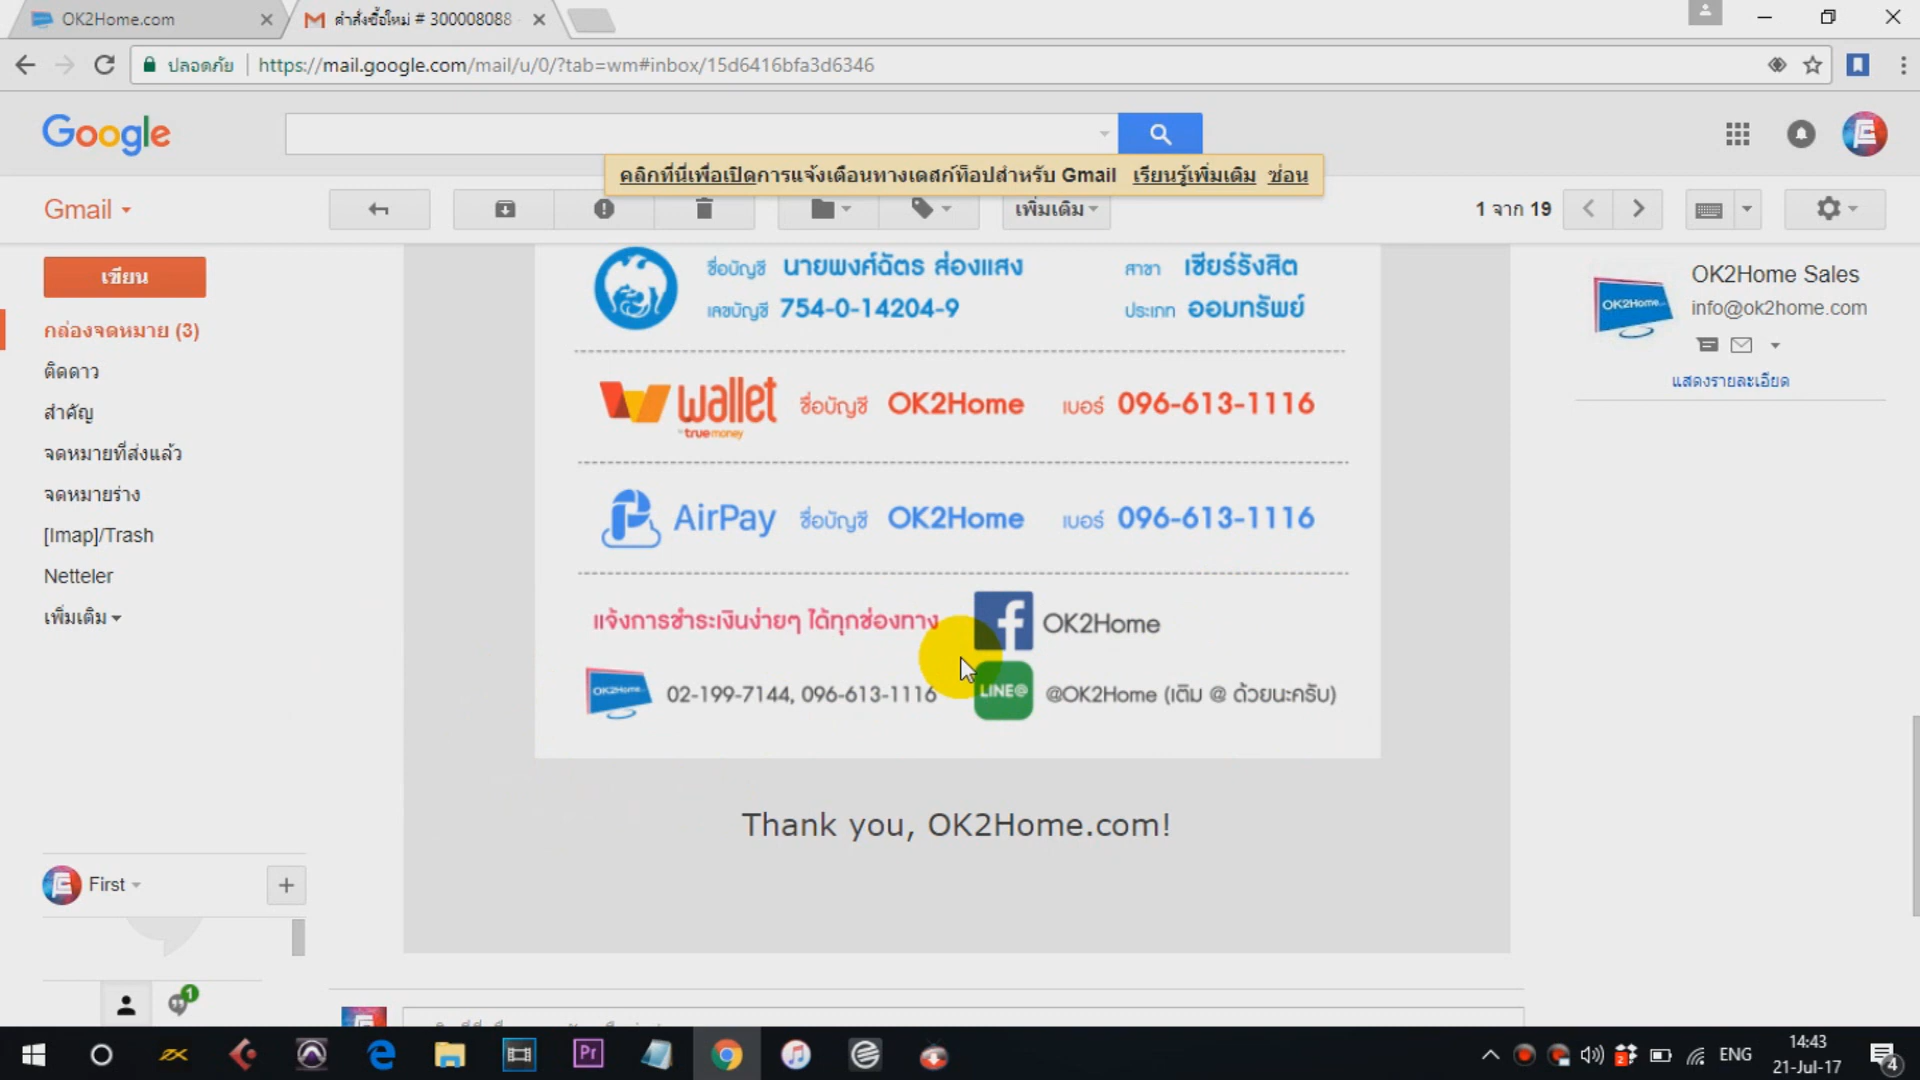 OK2Home.com
คำสั่งซื้อใหม่ # 300008088 -
ปลอดภัย
https://mail.google.com/mail/u/0/?tab=wm#inbox/15d6416bfa3d6346
Google
คลิกที่นี่เพื่อเปิดการแจ้งเตือนทางเดสก์ท็อปสำหรับ Gmail เรียนรู้เพิ่มเติม ซ่อน
Gmail
เพิ่มเติม
1 จาก 19
เขียน
กล่องจดหมาย (3)
ติดดาว
สำคัญ
จดหมายที่ส่งแล้ว
จดหมายร่าง
[Imap]/Trash
Netteler
เพิ่มเติม
First
1
ชื่อบัญชี นายพงศ์ฉัตร ส่องแสง สาขา เซียร์รังสิต
เลขบัญชี 754-0-14204-9 ประเภท ออมทรัพย์
wallet ชื่อบัญชี OK2Home เบอร์ 096-613-1116
by truemoney
AirPay ชื่อบัญชี OK2Home เบอร์ 096-613-1116
แจ้งการชำระเงินง่ายๆ ได้ทุกช่องทาง
f OK2Home
OK2Home 02-199-7144, 096-613-1116
LINE@ @OK2Home (เติม @ ด้วยนะครับ)
Thank you, OK2Home.com!
OK2Home
OK2Home Sales
info@ok2home.com
แสดงรายละเอียด
Pr
2
ENG
14:43
21-Jul-17
4